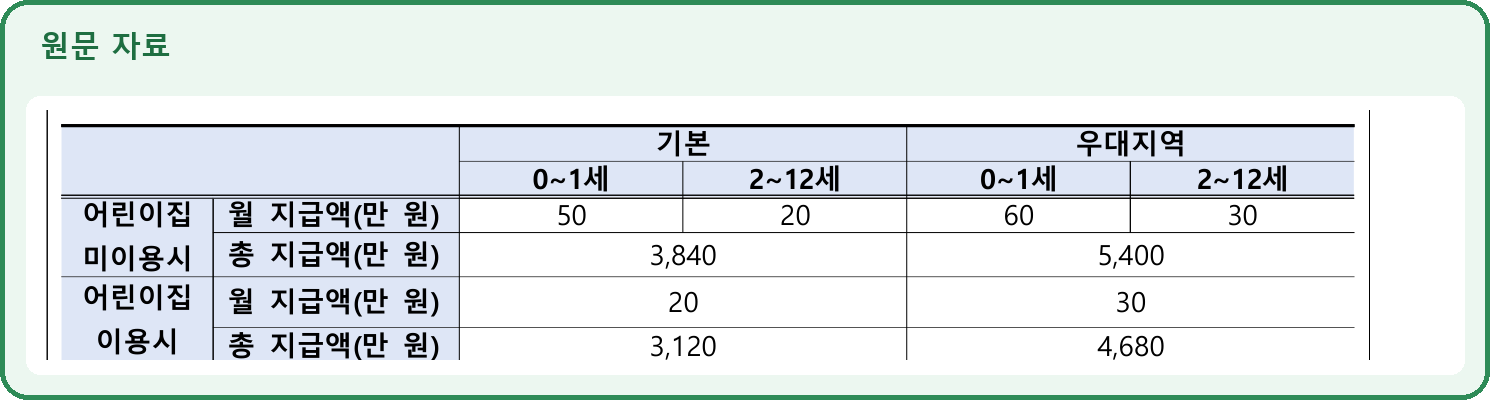 원문 자료
기본 우대지역
0~1세 2~12세 0~1세 2~12세
어린이집 미이용시 월 지급액(만 원) 50 20 60 30
총 지급액(만 원) 3,840 5,400
어린이집 이용시 월 지급액(만 원) 20 30
총 지급액(만 원) 3,120 4,680